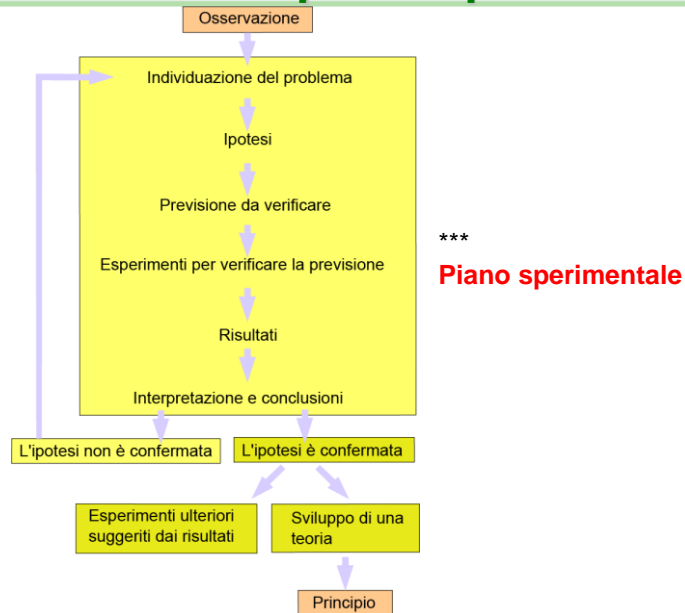 Osservazione
Individuazione del problema
Ipotesi
Previsione da verificare
***
Esperimenti per verificare la previsione
Piano sperimentale
Risultati
Interpretazione e conclusioni
L'ipotesi non è confermata
L'ipotesi è confermata
Esperimenti ulteriori
suggeriti dai risultati
Sviluppo di una
teoria
Principio